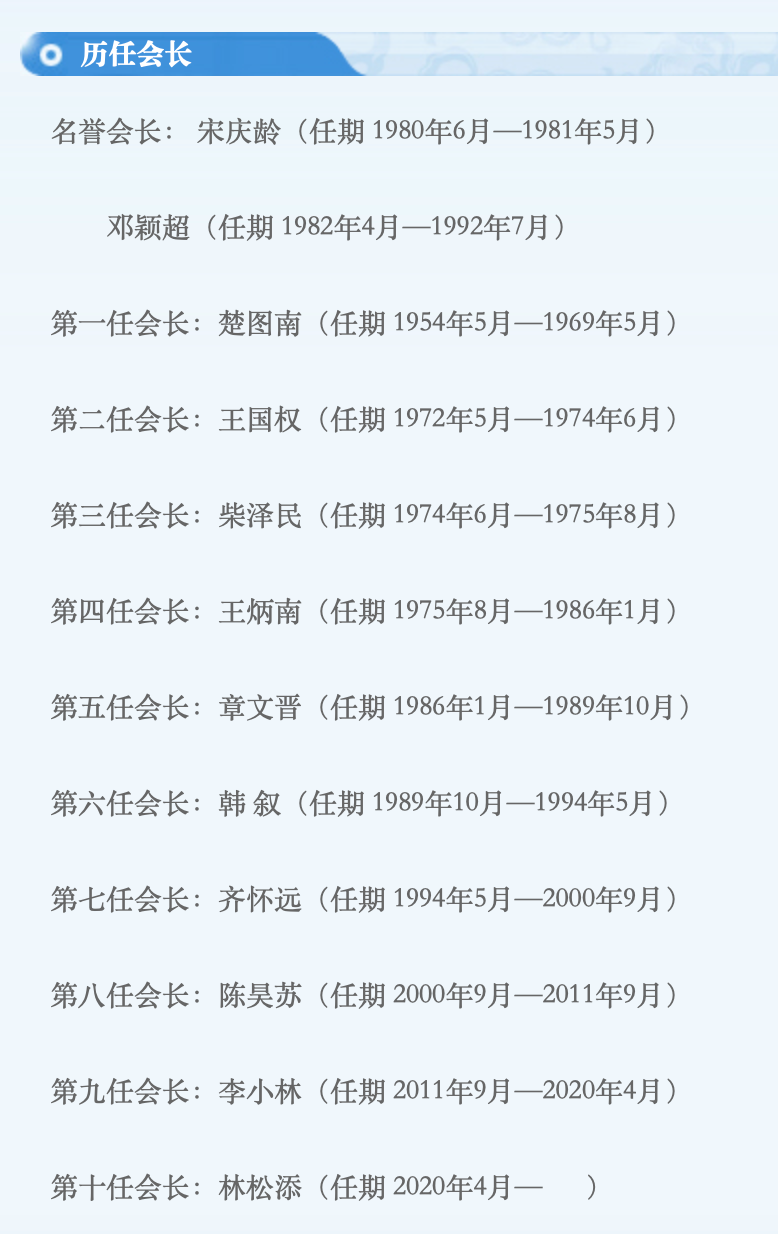 历任会长
名誉会长： 宋庆龄（任期 1980年6月—1981年5月）
邓颖超（任期 1982年4月—1992年7月）
第一任会长：楚图南（任期 1954年5月—1969年5月）
第二任会长：王国权（任期 1972年5月—1974年6月）
第三任会长：柴泽民（任期 1974年6月—1975年8月）
第四任会长：王炳南（任期 1975年8月—1986年1月）
第五任会长：章文晋（任期 1986年1月—1989年10月）
第六任会长：韩 叙（任期 1989年10月—1994年5月）
第七任会长：齐怀远（任期 1994年5月—2000年9月）
第八任会长：陈昊苏（任期 2000年9月—2011年9月）
第九任会长：李小林（任期 2011年9月—2020年4月）
第十任会长：林松添（任期 2020年4月—　）